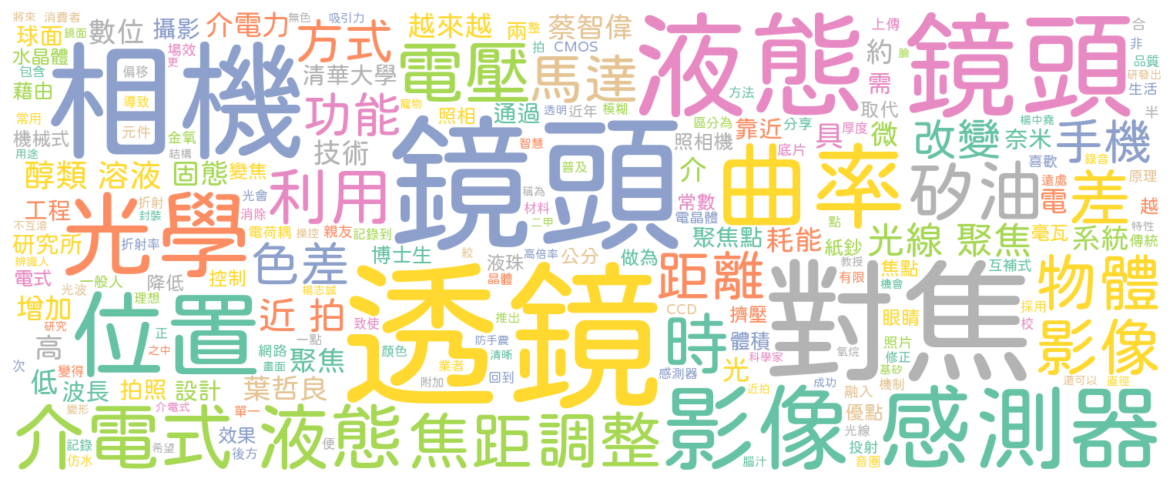 將來 消費者 介電力 無色 吸引力 越來越 兩 整 蔡智偉 液態 鏡頭 上傳 合
球面 鏡面 數位 攝影 方式 電壓 拍 CMOS 約 非
水晶體 場效 更 相機 馬達 需 品質
包含 偏移 清華大學 研發出
藉由 導致 功能 寵物 照相 通過 透明 近年 模糊 方法 取代 臉 生活
常用 元件 鏡頭 區分為 分享 具 厚度 微 改變 楊中堯 奈米 手機 半
機械式 金氧 技術 智慧 照相機 靠近 底片 喜歡 錄音
用途 結構 普及 介 曲率 矽油 遠處 原理
醇類 溶液 固態 變焦 利用 稱為 常數 電 差 越
不互溶 折射 光會 材料 電晶體 點 特性
工程 封裝 光學 消除 電荷耦 操控 親友 記錄到 二甲 聚焦點 耗能 紙鈔 光線 聚焦 毫瓦 系統 傳統
研究所 折射率 色差 博士生 絞 高倍率 公分 做為 教授 互補式
辨識人 液珠 距離 有限 焦點 機會 物體
電式 一般人 光波 降低 控制 楊志誠 透鏡 晶體 對焦 採用
增加 理想 位置 近 拍 致使 推出 擠壓 CCD 眼睛 校
研究 正 一點 防手震 時 體積 科學家 照片 影像
高 之中 網路 聚焦 顏色 清晰 氧烷 修正
次 變得 畫面 業者 回到 感測器 光 基矽 還可以 直徑
低 波長 拍照 設計 葉哲良 附加 近拍 成功 融入 機制
變形 介電式 單一 影像 優點 感測器
介電式 液態 焦距 調整 光線
記錄 效果 便 投射
仿水 希望 後方 腦汁 音圈